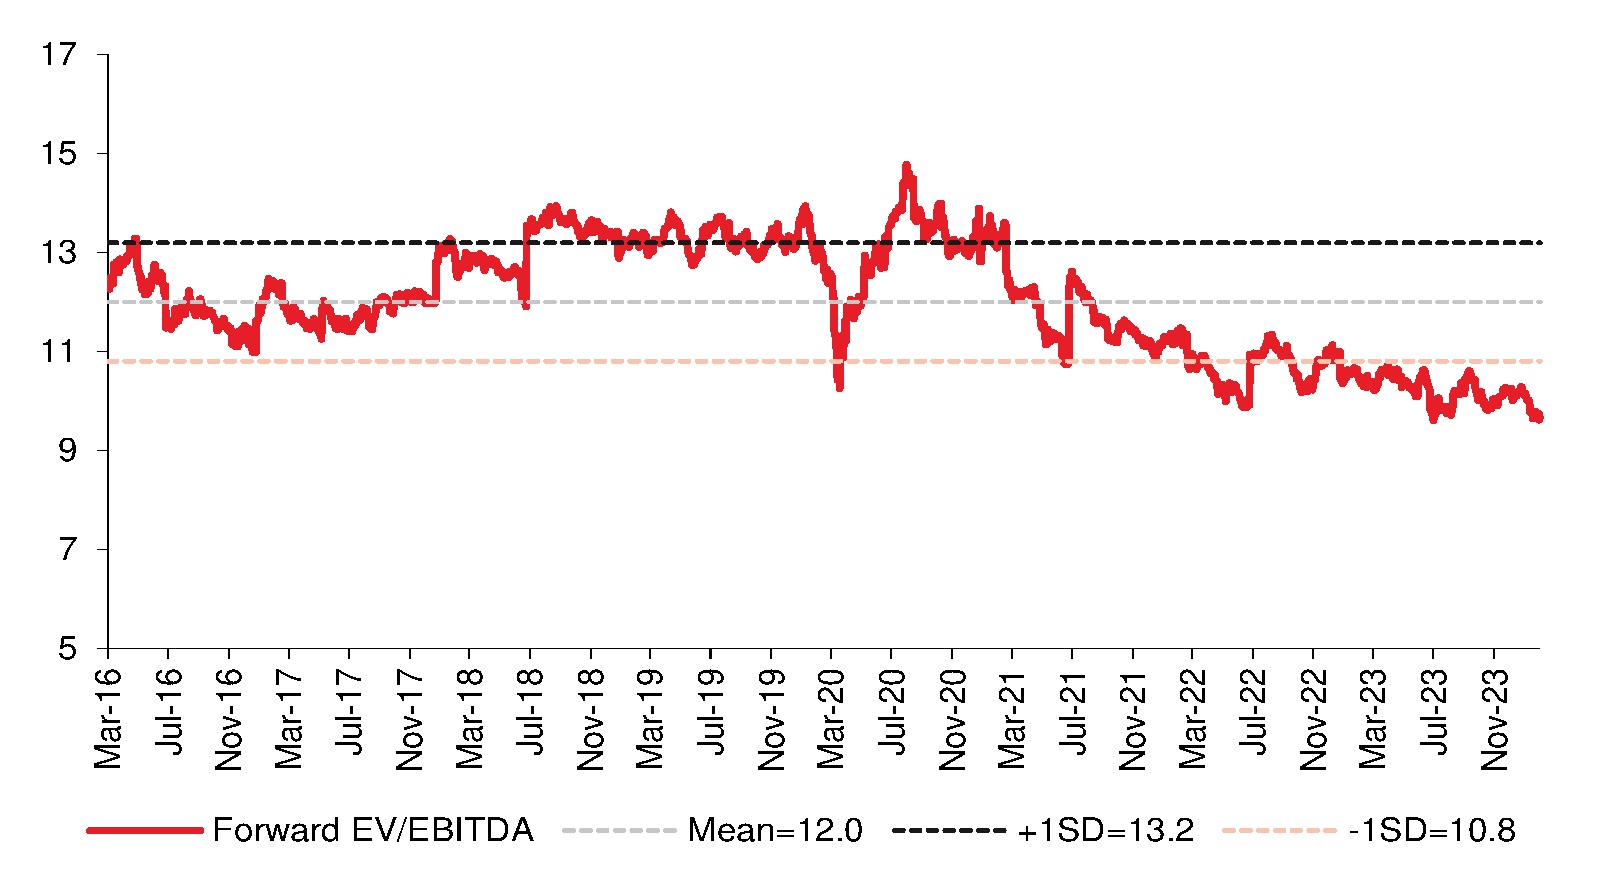 17
15
13
11
9
7
5
Mar-16
Jul-16
Nov-16
Mar-17
Jul-17
Nov-17
Mar-18
Jul-18
Nov-18
Mar-19
Jul-19
Nov-19
Mar-20
Jul-20
Nov-20
Mar-21
Jul-21
Nov-21
Mar-22
Jul-22
Nov-22
Mar-23
Jul-23
Nov-23
Forward EV/EBITDA Mean=12.0 +1SD=13.2 -1SD=10.8